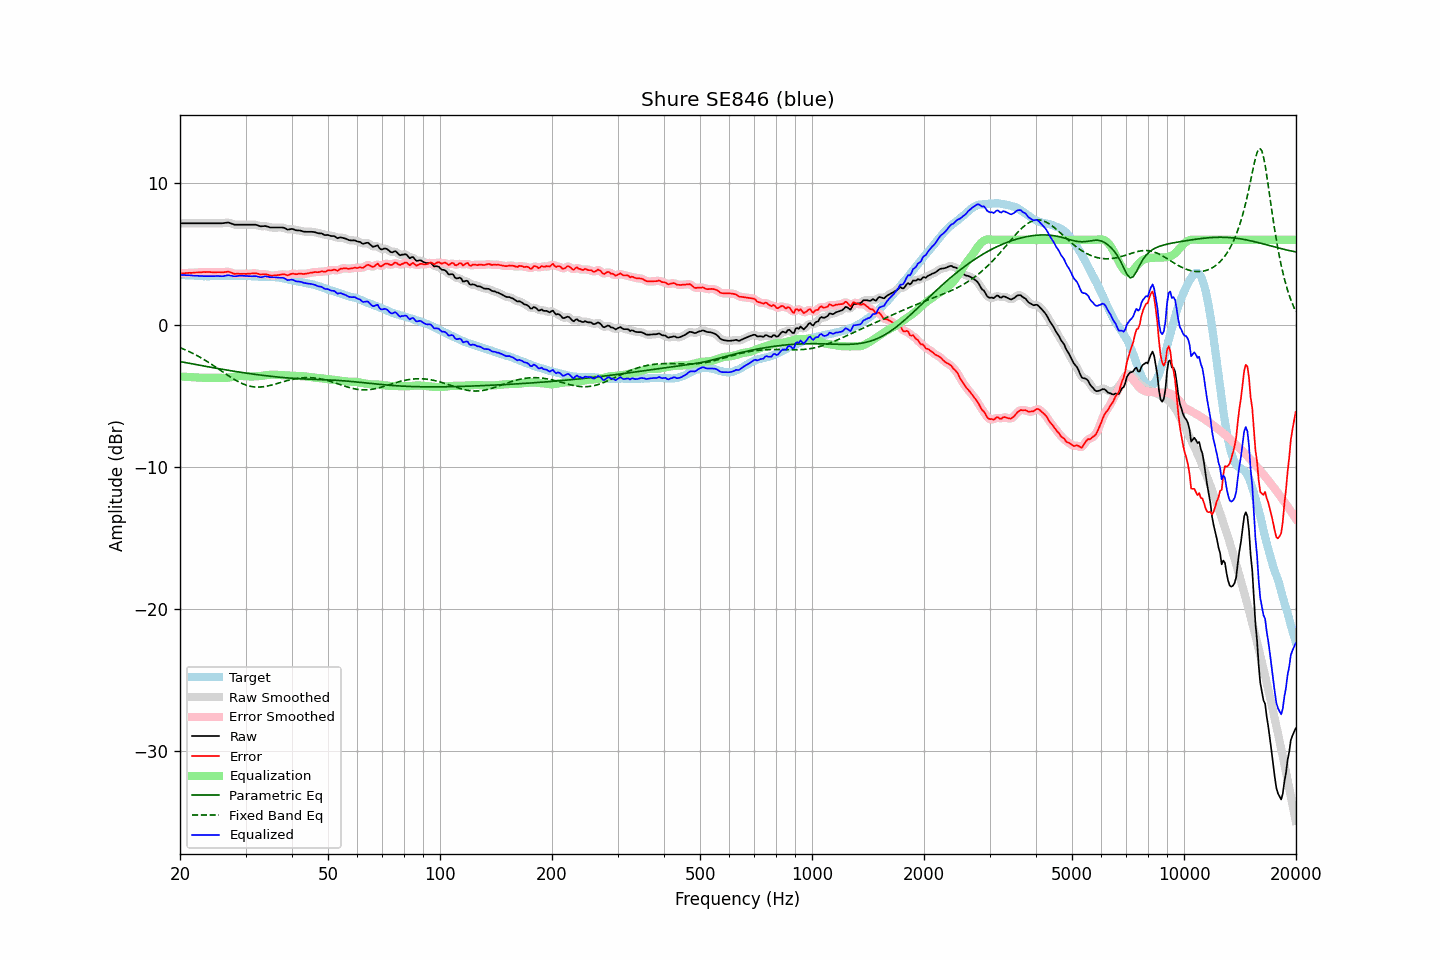 Shure SE846 (blue)
Amplitude (dBr)
10
0
−10
−20
−30
Target
Raw Smoothed
Error Smoothed
Raw
Error
Equalization
Parametric Eq
Fixed Band Eq
Equalized
20 50 100 200 500 1000 2000 5000 10000 20000
Frequency (Hz)